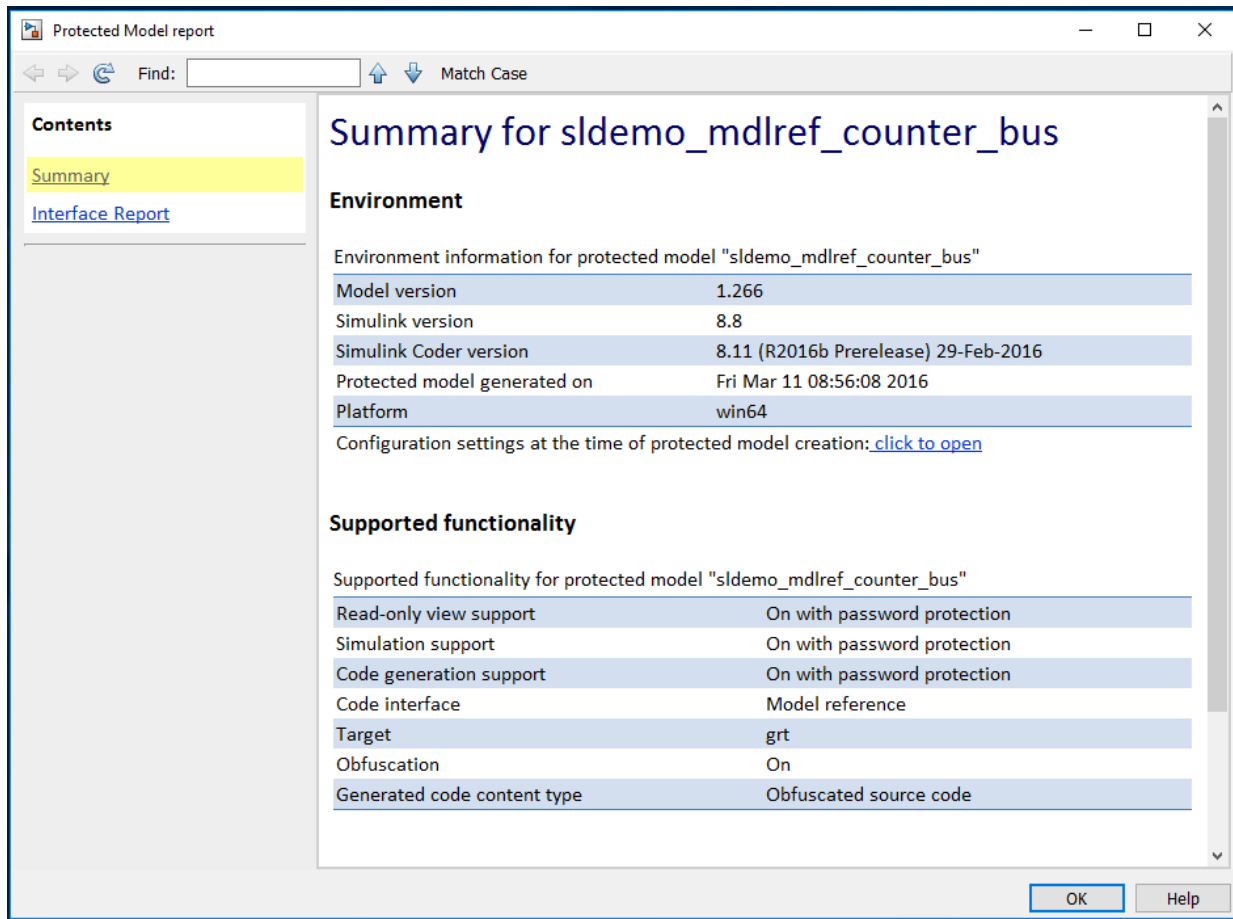 Protected Model report
Find: Match Case
Contents
Summary
Interface Report
Summary for sldemo_mdlref_counter_bus
Environment
Environment information for protected model "sldemo_mdlref_counter_bus"
Model version 1.266
Simulink version 8.8
Simulink Coder version 8.11 (R2016b Prerelease) 29-Feb-2016
Protected model generated on Fri Mar 11 08:56:08 2016
Platform win64
Configuration settings at the time of protected model creation: click to open
Supported functionality
Supported functionality for protected model "sldemo_mdlref_counter_bus"
Read-only view support On with password protection
Simulation support On with password protection
Code generation support On with password protection
Code interface Model reference
Target grt
Obfuscation On
Generated code content type Obfuscated source code
OK Help